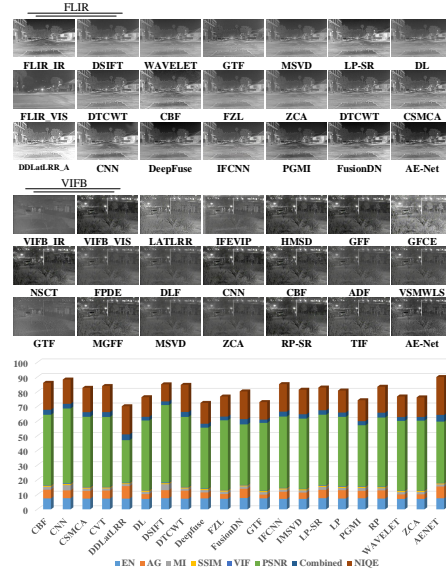 FLIR
FLIR_IR DSIFT WAVELET GTF MSVD LP-SR DL
FLIR_VIS DTCWT CBF FZL ZCA DTCWT CSMCA
DDLatLRR_A CNN DeepFuse IFCNN PGMI FusionDN AE-Net
VIFB
VIFB_IR VIFB_VIS LATLRR IFEVIP HMSD GFF GFCE
NSCT FPDE DLF CNN CBF ADF VSMWLS
GTF MGFF MSVD ZCA RP-SR TIF AE-Net
100
90
80
70
60
50
40
30
20
10
0
CBF CNN CSMCA CVT DDLatLRR DL DSIFT DTCWT Deepfuse FZL FusionDN GTF IFCNN IMSVD LP-SR LP PGMI RP WAVELET ZCA AENET
EN AG MI SSIM VIF PSNR Combined NIQE